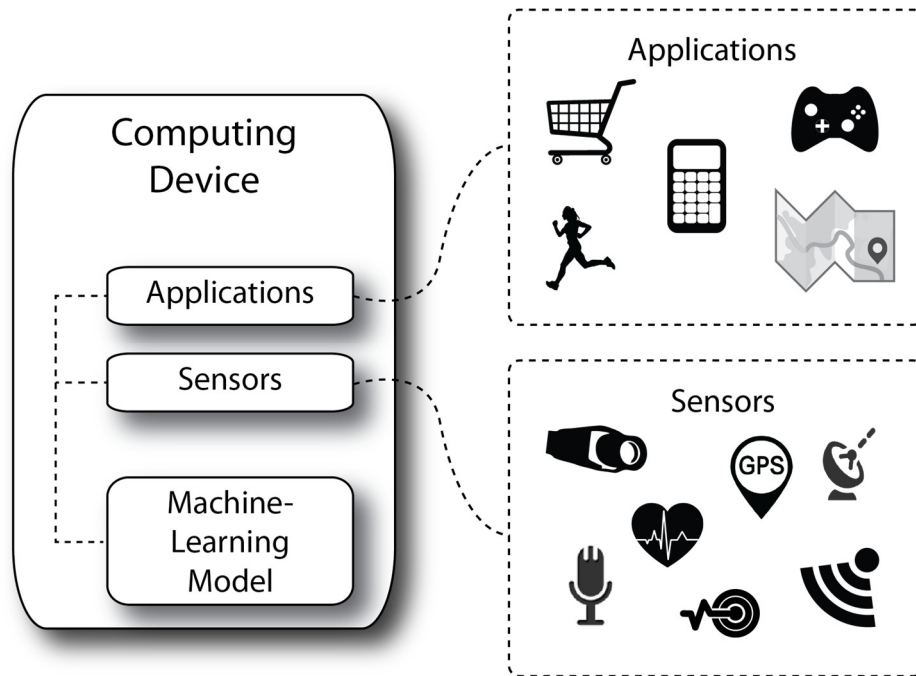 Computing
Device
Applications
Sensors
Machine-
Learning
Model
Applications
Sensors
GPS